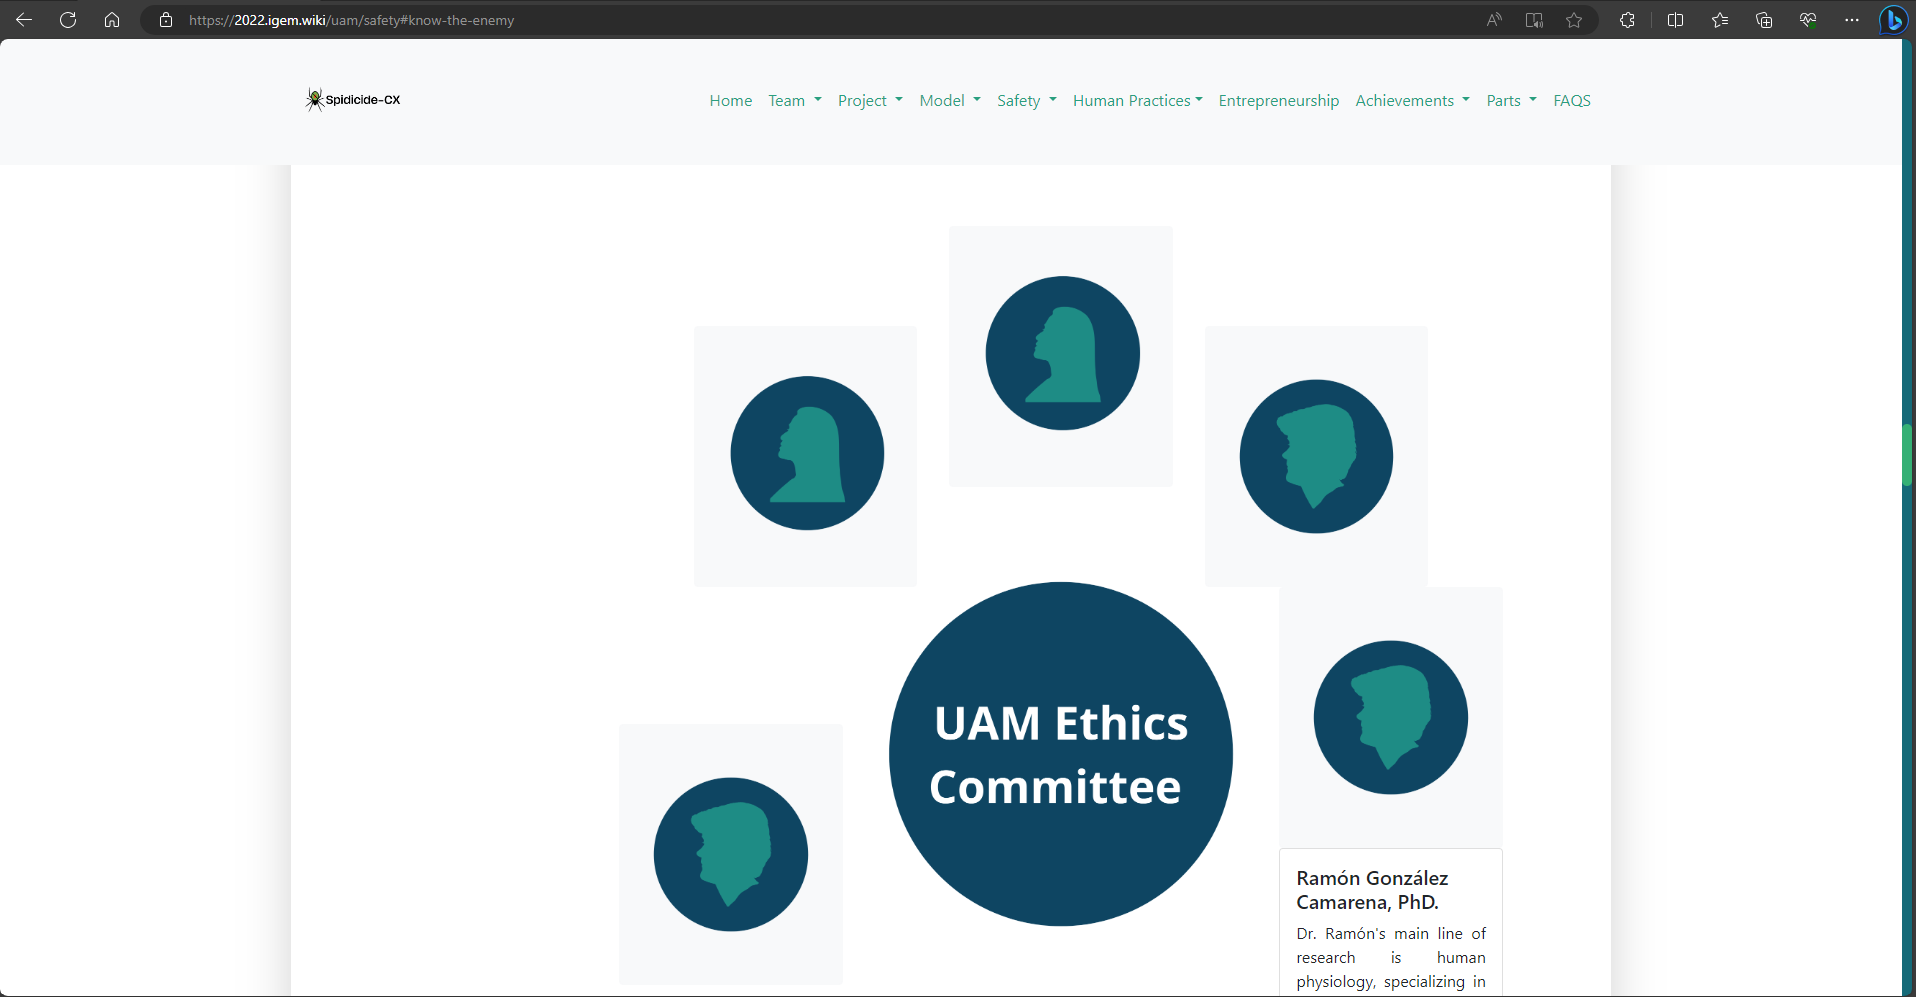 https://2022.igem.wiki/uam/safety#know-the-enemy
Spidicide-CX
Home Team Project Model Safety Human Practices Entrepreneurship Achievements Parts FAQS
UAM Ethics
Committee
Ramón González
Camarena, PhD.
Dr. Ramón's main line of
research is human
physiology, specializing in